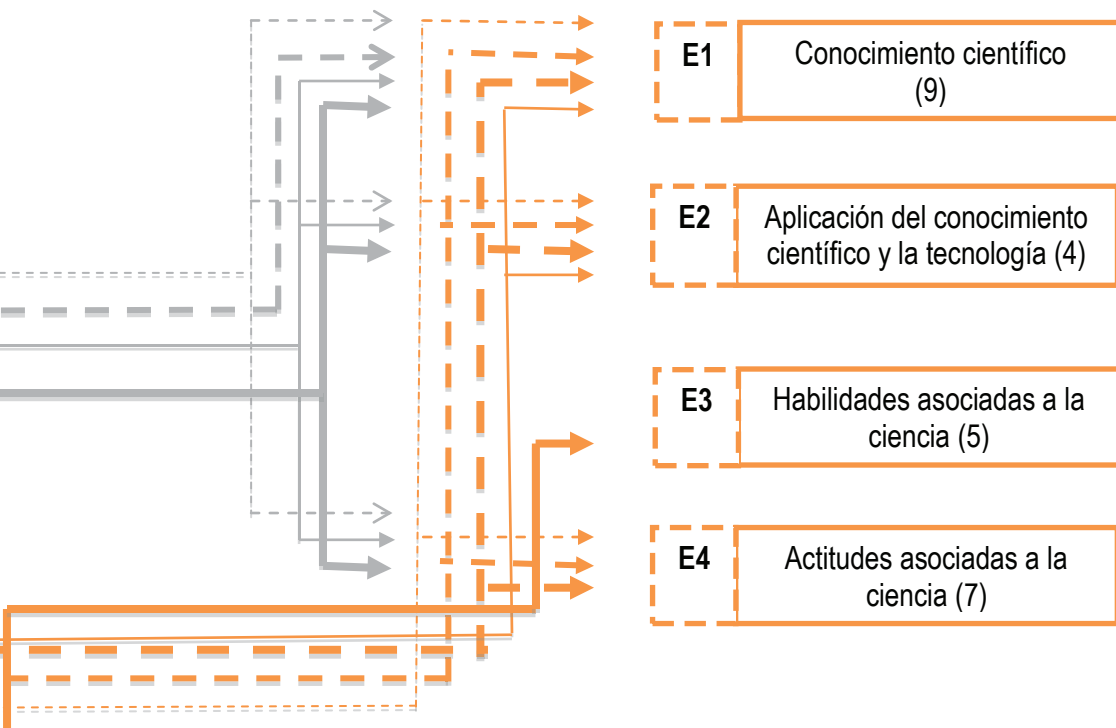 E1
Conocimiento científico
(9)
E2
Aplicación del conocimiento
científico y la tecnología (4)
E3
Habilidades asociadas a la
ciencia (5)
E4
Actitudes asociadas a la
ciencia (7)